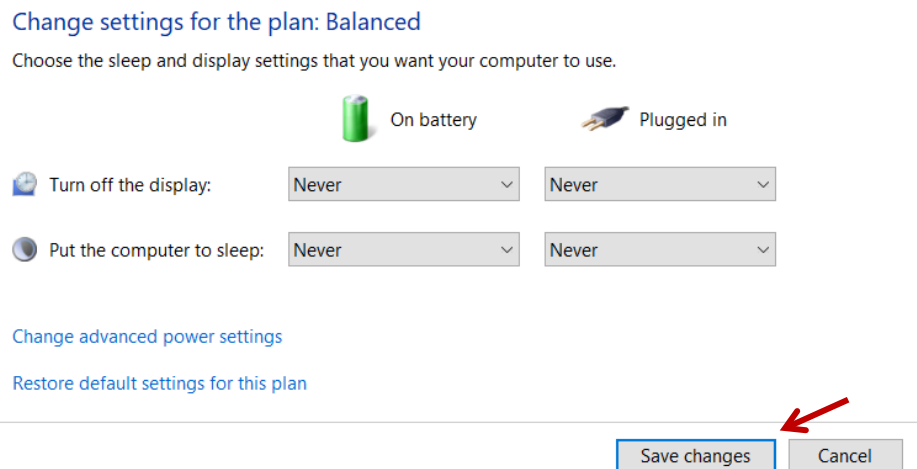 Change settings for the plan: Balanced
Choose the sleep and display settings that you want your computer to use.
On battery Plugged in
Turn off the display: Never Never
Put the computer to sleep: Never Never
Change advanced power settings
Restore default settings for this plan
Save changes Cancel